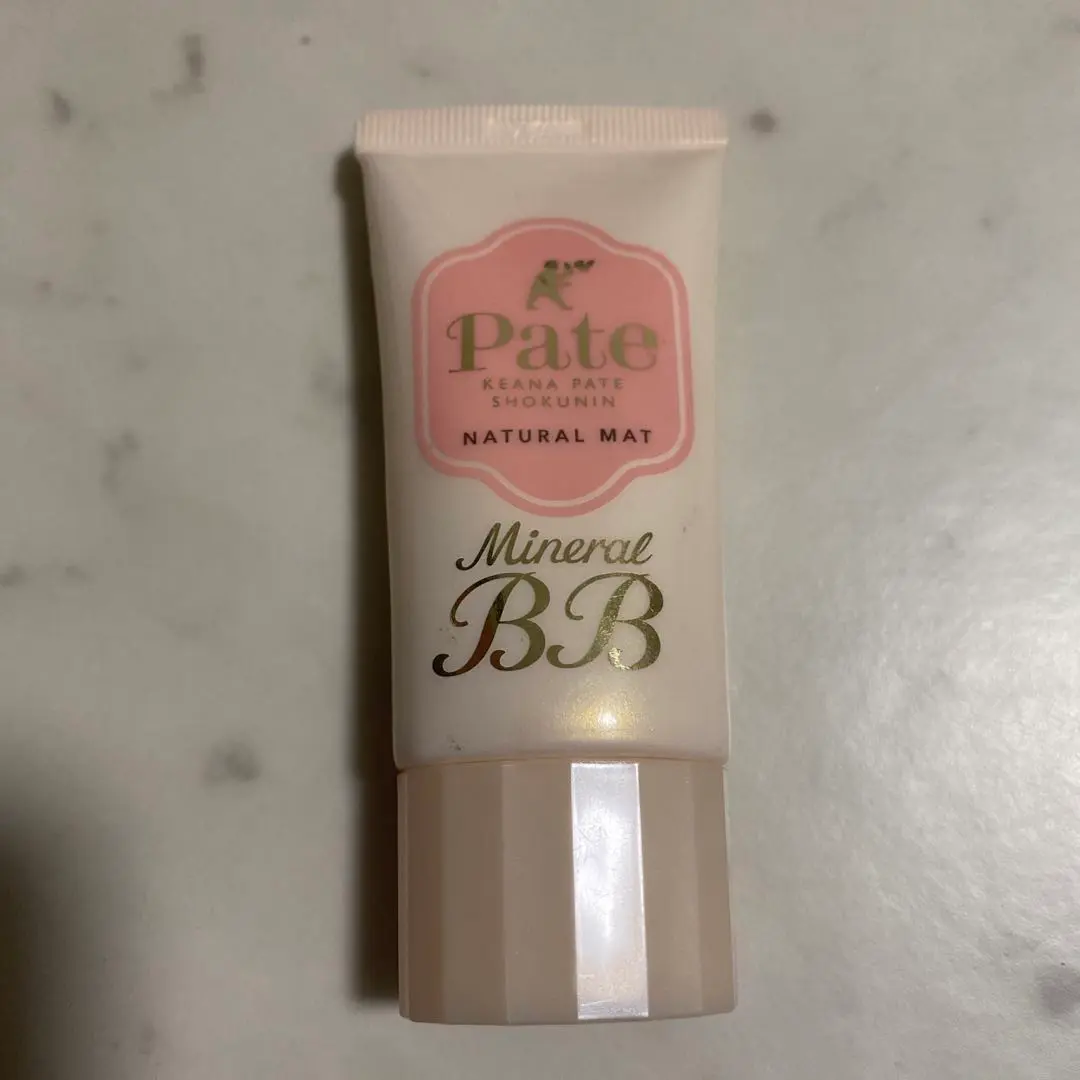 Pate
KEANA PATE
SHOKUNIN
NATURAL MAT
Mineral
BB